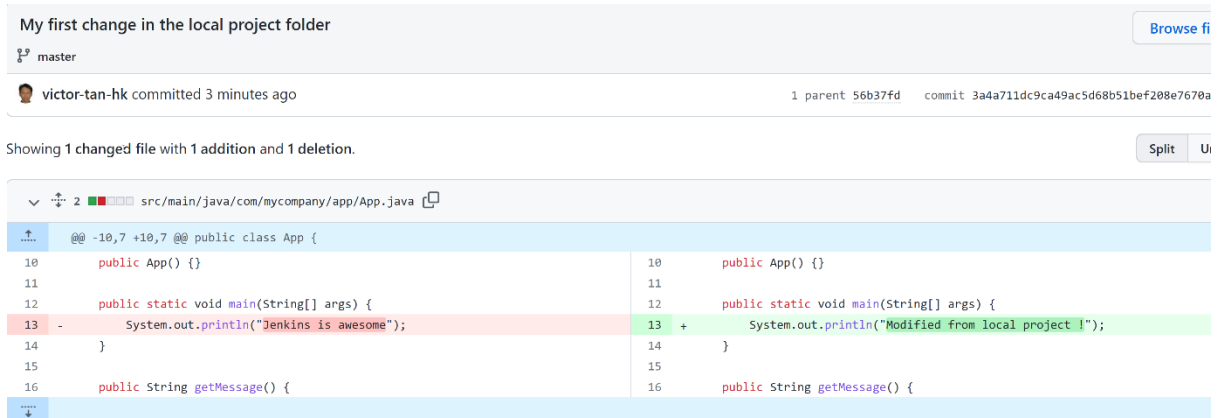 My first change in the local project folder
Browse fi
master
victor-tan-hk committed 3 minutes ago
1 parent 56b37fd commit 3a4a711dc9ca49ac5d68b51bef208e7670a
Showing 1 changed file with 1 addition and 1 deletion.
Split U
2 src/main/java/com/mycompany/app/App.java
@@ -10,7 +10,7 @@ public class App {
10 public App() {} 10 public App() {}
11 11
12 public static void main(String[] args) { 12 public static void main(String[] args) {
13 - System.out.println("Jenkins is awesome"); 13 + System.out.println("Modified from local project !");
14 } 14 }
15 15
16 public String getMessage() { 16 public String getMessage() {